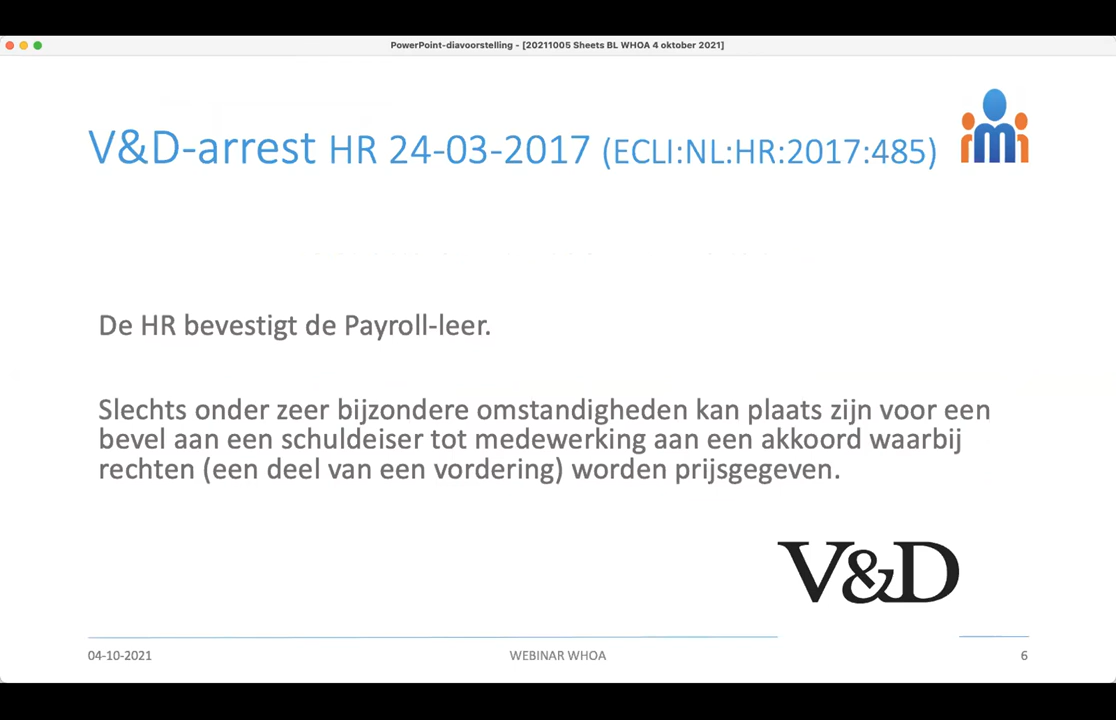 PowerPoint-diavoorstelling - [20211005 Sheets BL WHOA 4 oktober 2021]
V&D-arrest HR 24-03-2017 (ECLI:NL:HR:2017:485)
De HR bevestigt de Payroll-leer.
Slechts onder zeer bijzondere omstandigheden kan plaats zijn voor een
bevel aan een schuldeiser tot medewerking aan een akkoord waarbij
rechten (een deel van een vordering) worden prijsgegeven.
V&D
04-10-2021
WEBINAR WHOA
6